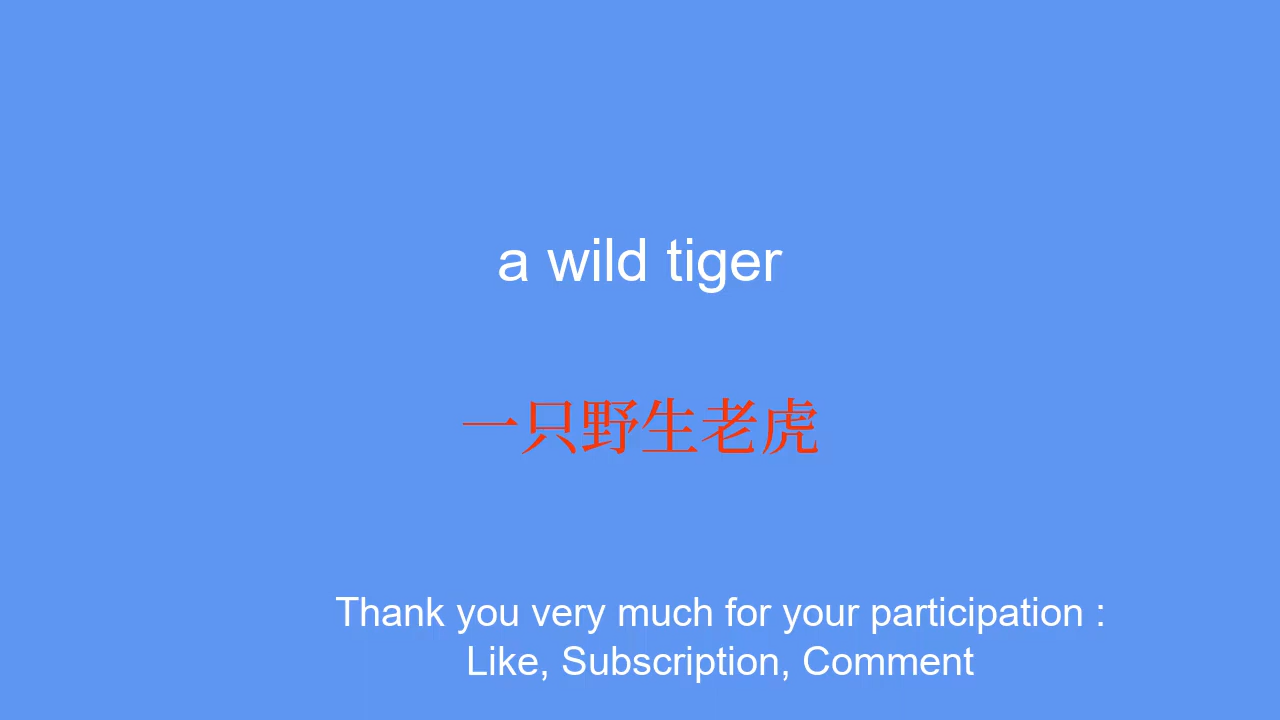 a wild tiger
一只野生老虎
Thank you very much for your participation :
Like, Subscription, Comment